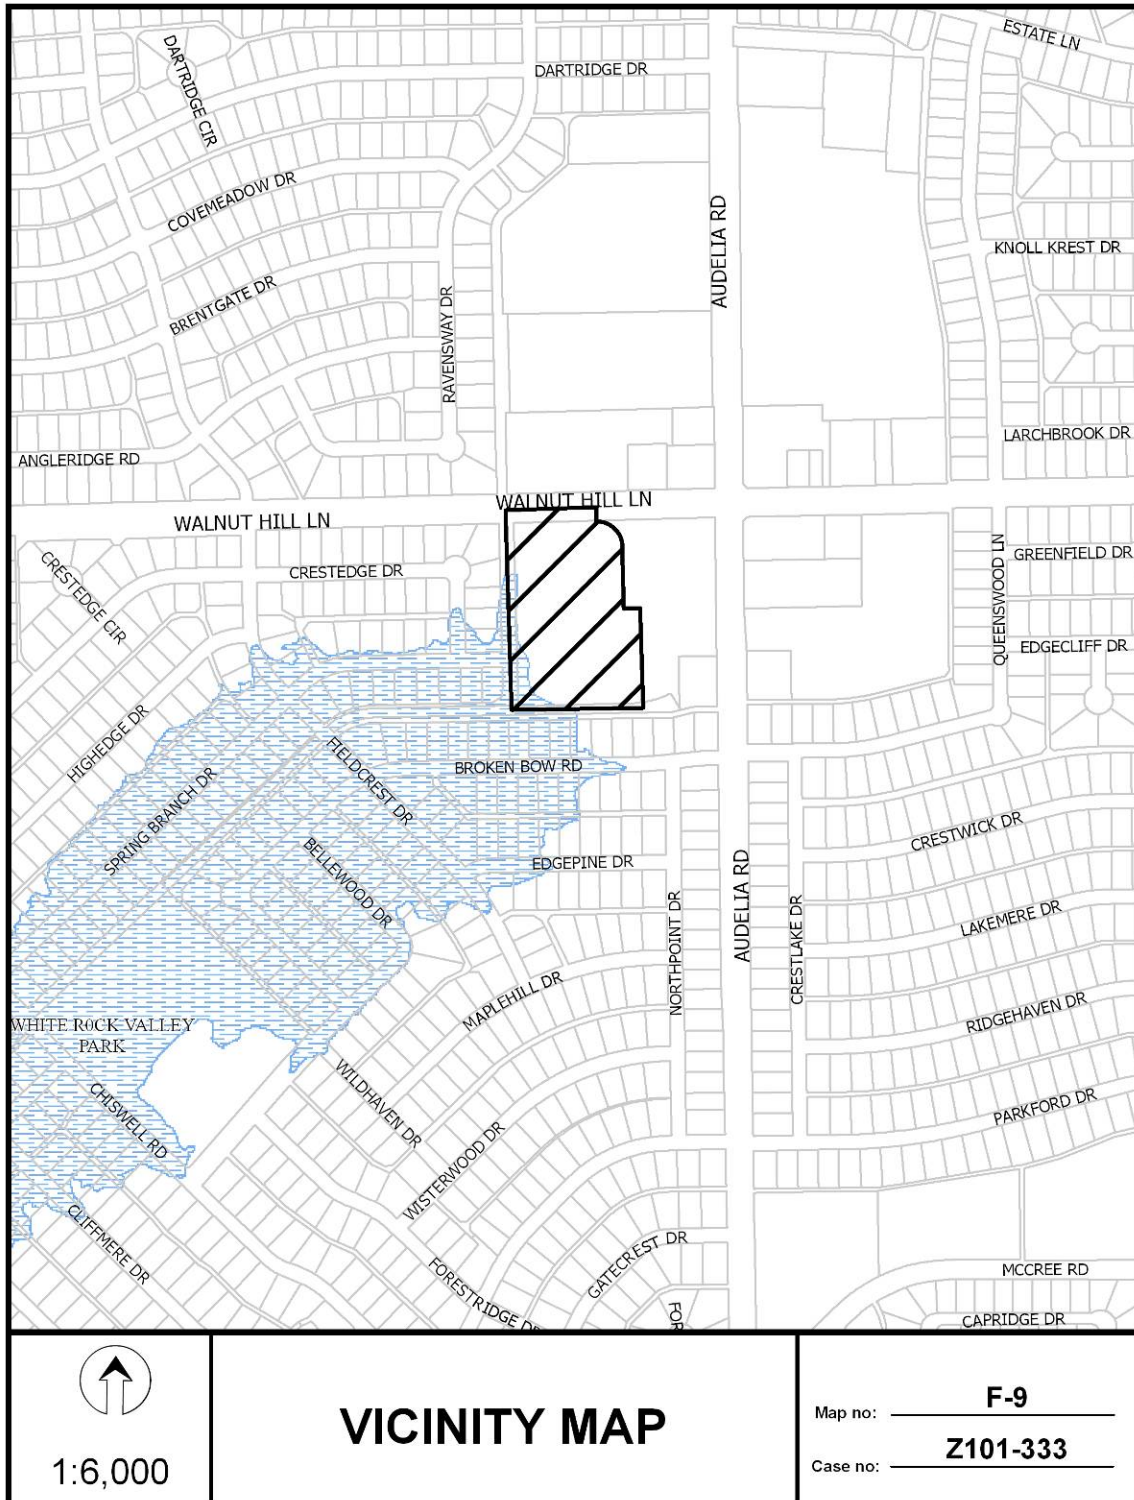 ESTATE LN
DARTRIDGE CIR
DARTRIDGE DR
COVEMEADOW DR
AUDELIA RD
KNOLL KREST DR
BRENTGATE DR
RAVENSWAY DR
LARCHBROOK DR
ANGLERIDGE RD
WALNUT HILL LN
WALNUT HILL LN
CRESTEDGE CIR
CRESTEDGE DR
QUEENSWOOD LN
GREENFIELD DR
EDGECLIFF DR
HIGHEDGE DR
FIELDCREST DR
BROKEN BOW RD
SPRING BRANCH DR
CRESTWICK DR
BELLEWOOD DR
EDGEPINE DR
AUDELIA RD
NORTHPOINT DR
CRESTLAKE DR
LAKEMERE DR
MAPLEHILL DR
RIDGEHAVEN DR
WHITE ROCK VALLEY
PARK
WILDHAVEN DR
CHISWELL RD
PARKFORD DR
WISTERWOOD DR
CLIFFMERE DR
GATECREST DR
FORESTRIDGE DR
MCCREE RD
FOR
CAPRIDGE DR
1:6,000
VICINITY MAP
Map no: F-9
Case no: Z101-333